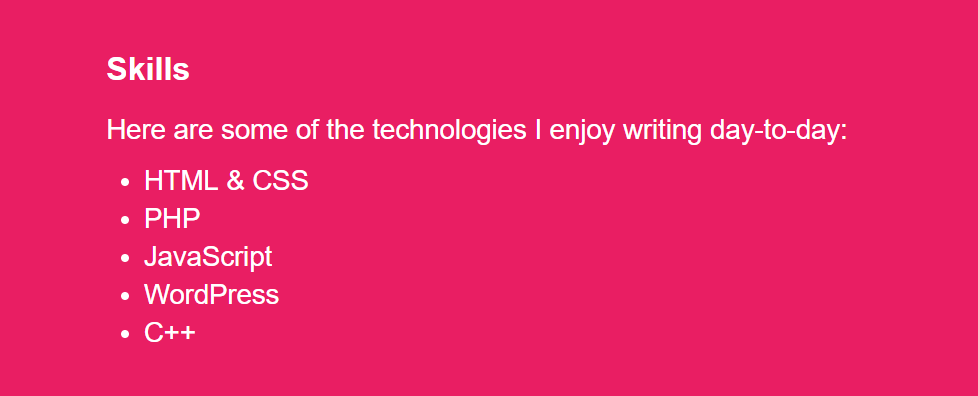 Skills
Here are some of the technologies I enjoy writing day-to-day:
• HTML & CSS
• PHP
• JavaScript
• WordPress
• C++